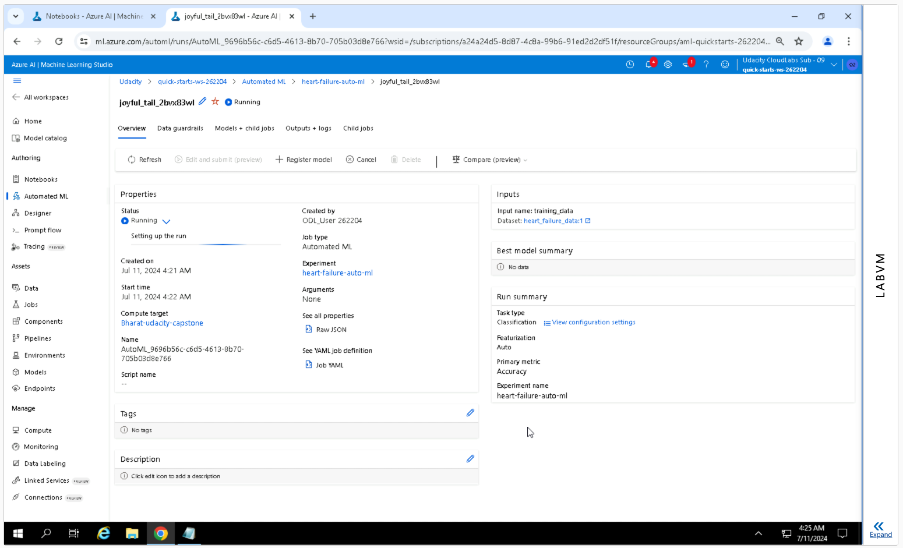 Notebooks - Azure AI | Machine
joyful_tail_2bvx83wl - Azure AI
ml.azure.com/automl/runs/AutoML_9696b56c-c6d5-4613-8b70-705b03d8e766?wsid=/subscriptions/a24a24d5-8d87-4c8a-99b6-91ed2d2df51f/resourceGroups/aml-quickstarts-262204...
Azure AI | Machine Learning Studio
Udacity CloudLabs Sub - 09
quick-starts-ws-262204
All workspaces
Home
Model catalog
Authoring
Notebooks
Automated ML
Designer
Prompt flow
Tracing PREVIEW
Assets
Data
Jobs
Components
Pipelines
Environments
Models
Endpoints
Manage
Compute
Monitoring
Data Labeling
Linked Services PREVIEW
Connections PREVIEW
Udacity > quick-starts-ws-262204 > Automated ML > heart-failure-auto-ml > joyful_tail_2bvx83wl
joyful_tail_2bvx83wl Running
Overview Data guardrails Models + child jobs Outputs + logs Child jobs
Refresh Edit and submit (preview) Register model Cancel Delete Compare (preview)
Properties
Status
Running
Setting up the run
Created on
Jul 11, 2024 4:21 AM
Start time
Jul 11, 2024 4:22 AM
Compute target
Bharat-udacity-capstone
Name
AutoML_9696b56c-c6d5-4613-8b70-
705b03d8e766
Script name
--
Created by
ODL_User 262204
Job type
Automated ML
Experiment
heart-failure-auto-ml
Arguments
None
See all properties
Raw JSON
See YAML job definition
Job YAML
Tags
No tags
Description
Click edit icon to add a description
Inputs
Input name: training_data
Dataset: heart_failure_data:1
Best model summary
No data
Run summary
Task type
Classification View configuration settings
Featurization
Auto
Primary metric
Accuracy
Experiment name
heart-failure-auto-ml
LABVM
Expand
4:25 AM
7/11/2024